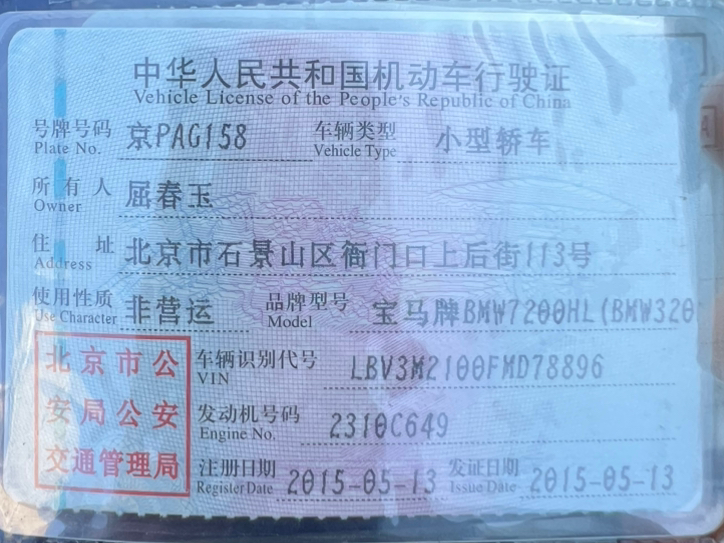 中华人民共和国机动车行驶证
Vehicle License of the People's Republic of China
号牌号码 京PAG158 车辆类型 小型轿车
Plate No. Vehicle Type
所有人 屈春玉
Owner
住址 北京市石景山区衙门口上后街113号
Address
使用性质 非营运 品牌型号 宝马牌BMW7200HL(BMW320
Use Character Model
北京市公安局公安交通管理局
车辆识别代号 LBV3M2100FMD78896
VIN
发动机号码 2310C649
Engine No.
注册日期 2015-05-13 发证日期 2015-05-13
Register Date Issue Date